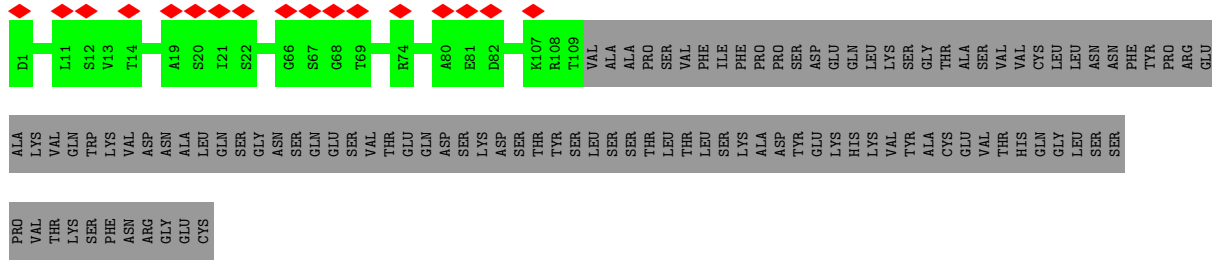 D1 L11 S12 V13 T14 A19 S20 I21 S22 G66 S67 G68 T69 R74 A80 E81 D82 K107 R108 T109 VAL ALA ALA PRO SER VAL PHE ILE PHE PRO PRO SER ASP GLU GLN LEU LYS SER GLY THR ALA SER VAL VAL CYS LEU LEU ASN ASN PHE TYR PRO ARG GLU
ALA LYS VAL GLN TRP LYS VAL ASP ASN ALA LEU GLN SER GLY ASN SER GLN GLU SER VAL THR GLU GLN ASP SER LYS ASP SER THR TYR SER LEU SER SER THR LEU THR LEU SER LYS ALA ASP TYR GLU LYS HIS LYS VAL TYR ALA CYS GLU VAL THR HIS GLN GLY LEU SER SER
PRO VAL THR LYS SER PHE ASN ARG GLY GLU CYS